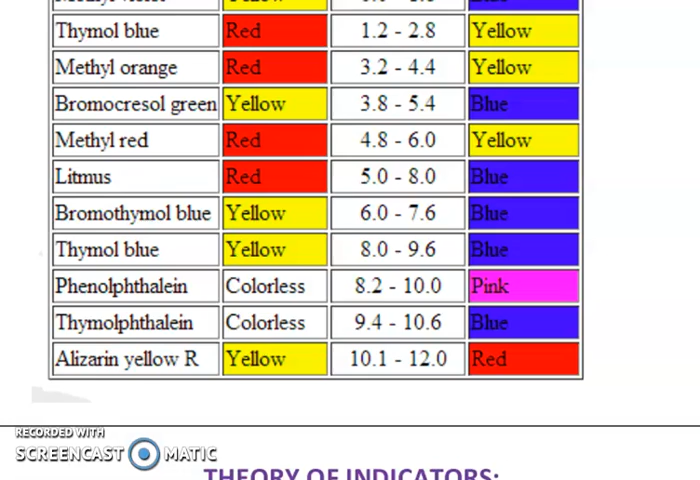 Thymol blue Red 1.2 - 2.8 Yellow
Methyl orange Red 3.2 - 4.4 Yellow
Bromocresol green Yellow 3.8 - 5.4 Blue
Methyl red Red 4.8 - 6.0 Yellow
Litmus Red 5.0 - 8.0 Blue
Bromothymol blue Yellow 6.0 - 7.6 Blue
Thymol blue Yellow 8.0 - 9.6 Blue
Phenolphthalein Colorless 8.2 - 10.0 Pink
Thymolphthalein Colorless 9.4 - 10.6 Blue
Alizarin yellow R Yellow 10.1 - 12.0 Red
RECORDED WITH
SCREENCAST MATIC
THEORY OF INDICATORS: